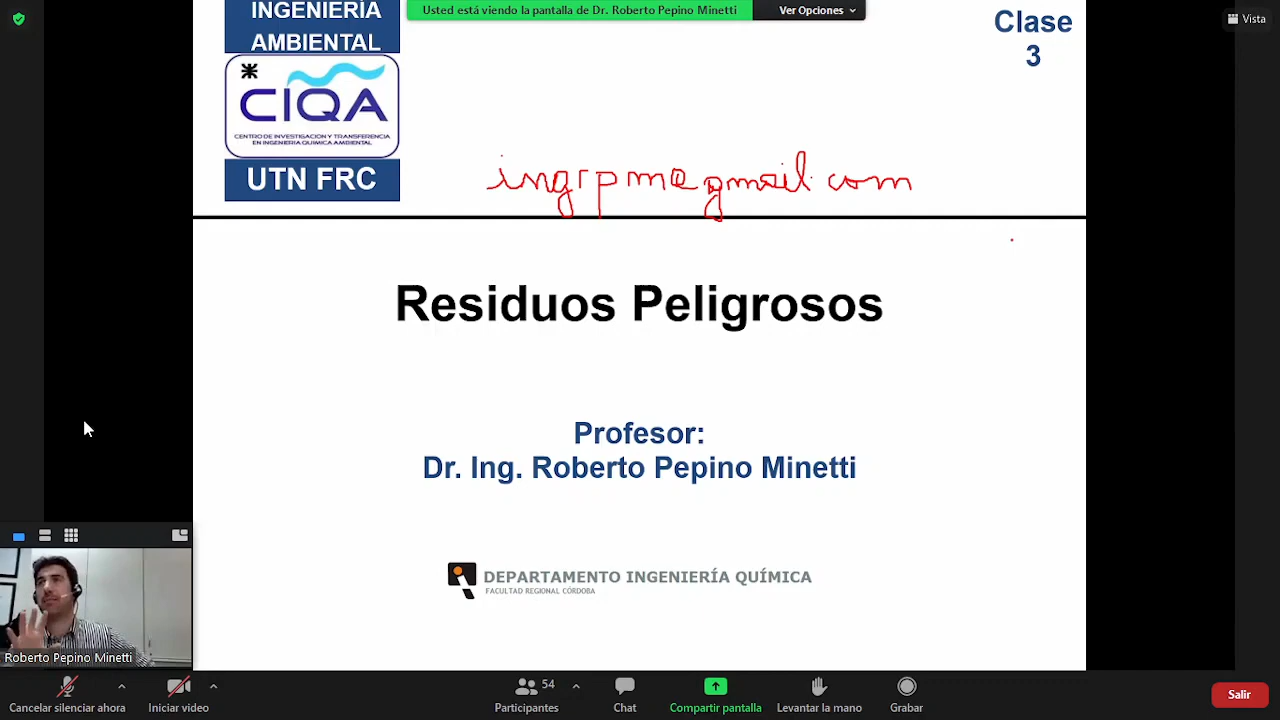 INGENIERÍA
AMBIENTAL
CIQA
CENTRO DE INVESTIGACION Y TRANSFERENCIA
EN INGENIERIA QUIMICA AMBIENTAL
UTN FRC
Usted está viendo la pantalla de Dr. Roberto Pepino Minetti
Ver Opciones
Vista
Clase
3
ingrpm@gmail.com
Residuos Peligrosos
Profesor:
Dr. Ing. Roberto Pepino Minetti
DEPARTAMENTO INGENIERÍA QUÍMICA
FACULTAD REGIONAL CÓRDOBA
Roberto Pepino Minetti
Cancelar silenciar ahora
Iniciar video
54
Participantes
Chat
Compartir pantalla
Levantar la mano
Grabar
Salir